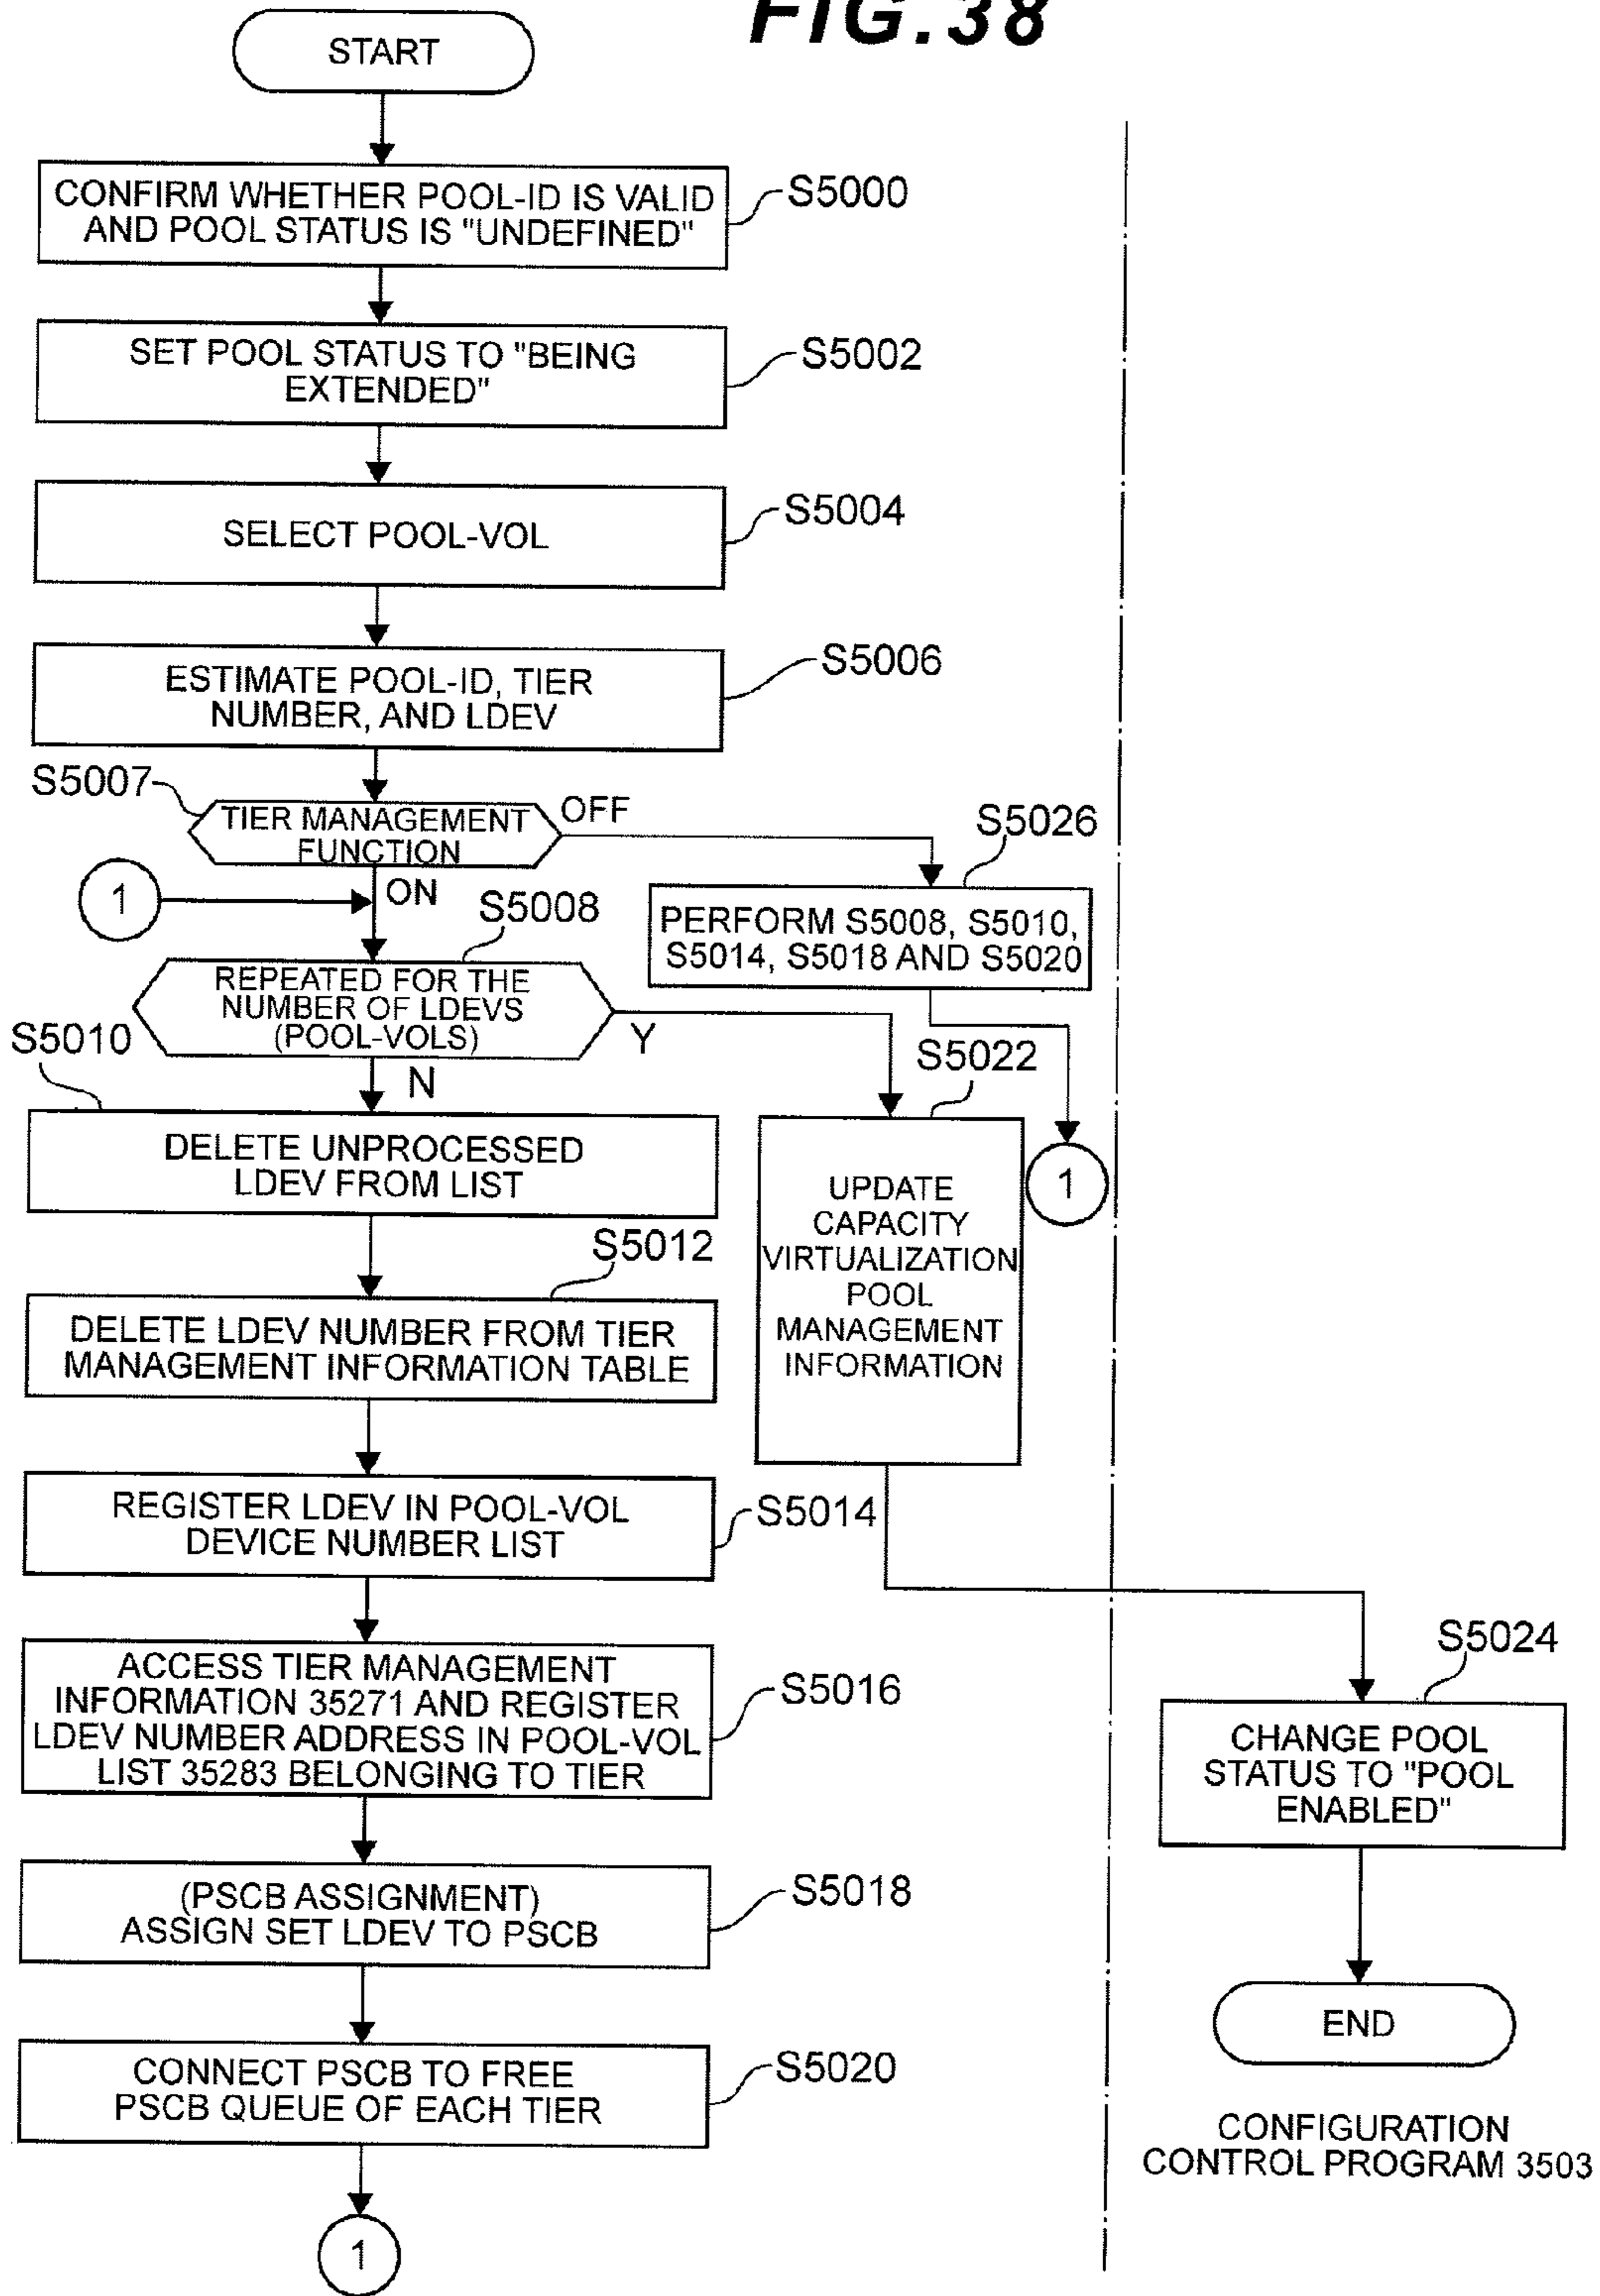 FIG.38
START
CONFIRM WHETHER POOL-ID IS VALID
AND POOL STATUS IS "UNDEFINED"
S5000
SET POOL STATUS TO "BEING
EXTENDED"
S5002
SELECT POOL-VOL
S5004
ESTIMATE POOL-ID, TIER
NUMBER, AND LDEV
S5006
S5007
TIER MANAGEMENT
FUNCTION
OFF
ON
1
S5026
PERFORM S5008, S5010,
S5014, S5018 AND S5020
1
S5008
REPEATED FOR THE
NUMBER OF LDEVS
(POOL-VOLS)
Y
N
S5010
DELETE UNPROCESSED
LDEV FROM LIST
S5022
UPDATE
CAPACITY
VIRTUALIZATION
POOL
MANAGEMENT
INFORMATION
S5012
DELETE LDEV NUMBER FROM TIER
MANAGEMENT INFORMATION TABLE
REGISTER LDEV IN POOL-VOL
DEVICE NUMBER LIST
S5014
ACCESS TIER MANAGEMENT
INFORMATION 35271 AND REGISTER
LDEV NUMBER ADDRESS IN POOL-VOL
LIST 35283 BELONGING TO TIER
S5016
S5024
CHANGE POOL
STATUS TO "POOL
ENABLED"
(PSCB ASSIGNMENT)
ASSIGN SET LDEV TO PSCB
S5018
END
CONNECT PSCB TO FREE
PSCB QUEUE OF EACH TIER
S5020
CONFIGURATION
CONTROL PROGRAM 3503
1